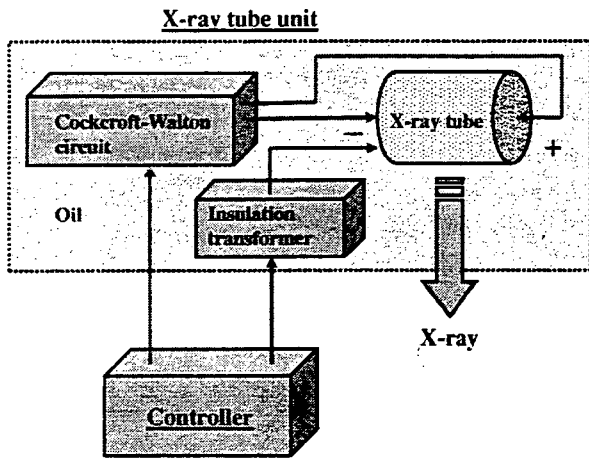 X-ray tube unit
Cockcroft-Walton
circuit
X-ray tube
−
+
Oil
Insulation
transformer
X-ray
Controller